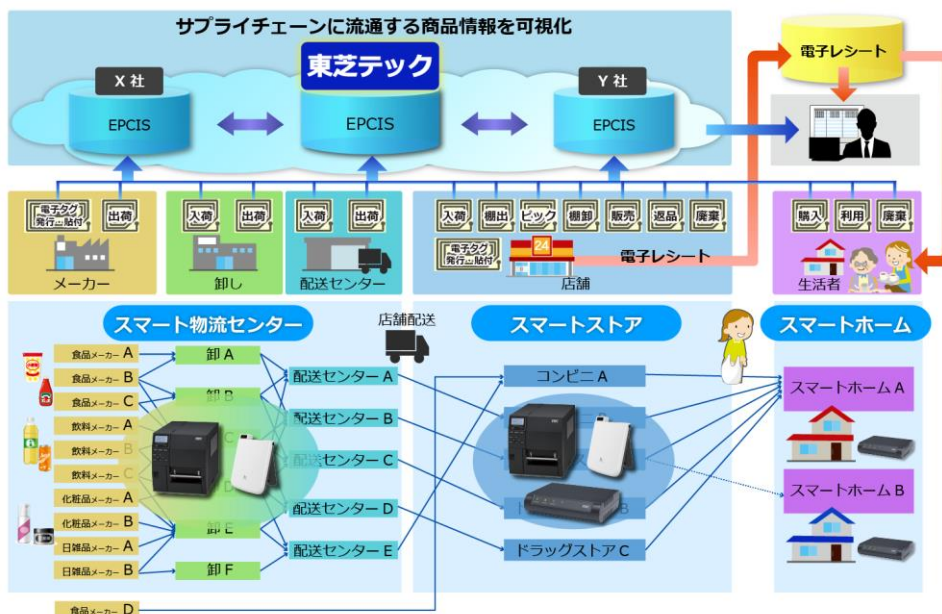 サプライチェーンに流通する商品情報を可視化
電子レシート
X 社
東芝テック
Y 社
EPCIS
EPCIS
EPCIS
電子タグ
発行・貼付
出荷
入荷
出荷
入荷
出荷
入荷
棚出
ピック
棚卸
販売
返品
廃棄
購入
利用
廃棄
電子タグ
発行・貼付
24
電子レシート
メーカー
卸し
配送センター
店舗
生活者
スマート物流センター
店舗配送
スマートストア
スマートホーム
食品メーカー A
食品メーカー B
食品メーカー C
飲料メーカー A
飲料メーカー B
飲料メーカー C
化粧品メーカー A
化粧品メーカー B
日雑品メーカー A
日雑品メーカー B
食品メーカー D
卸 A
卸 B
C
D
卸 E
卸 F
配送センター A
配送センター B
配送センター C
配送センター D
配送センター E
コンビニ A
B
ドラッグストア C
スマートホーム A
スマートホーム B